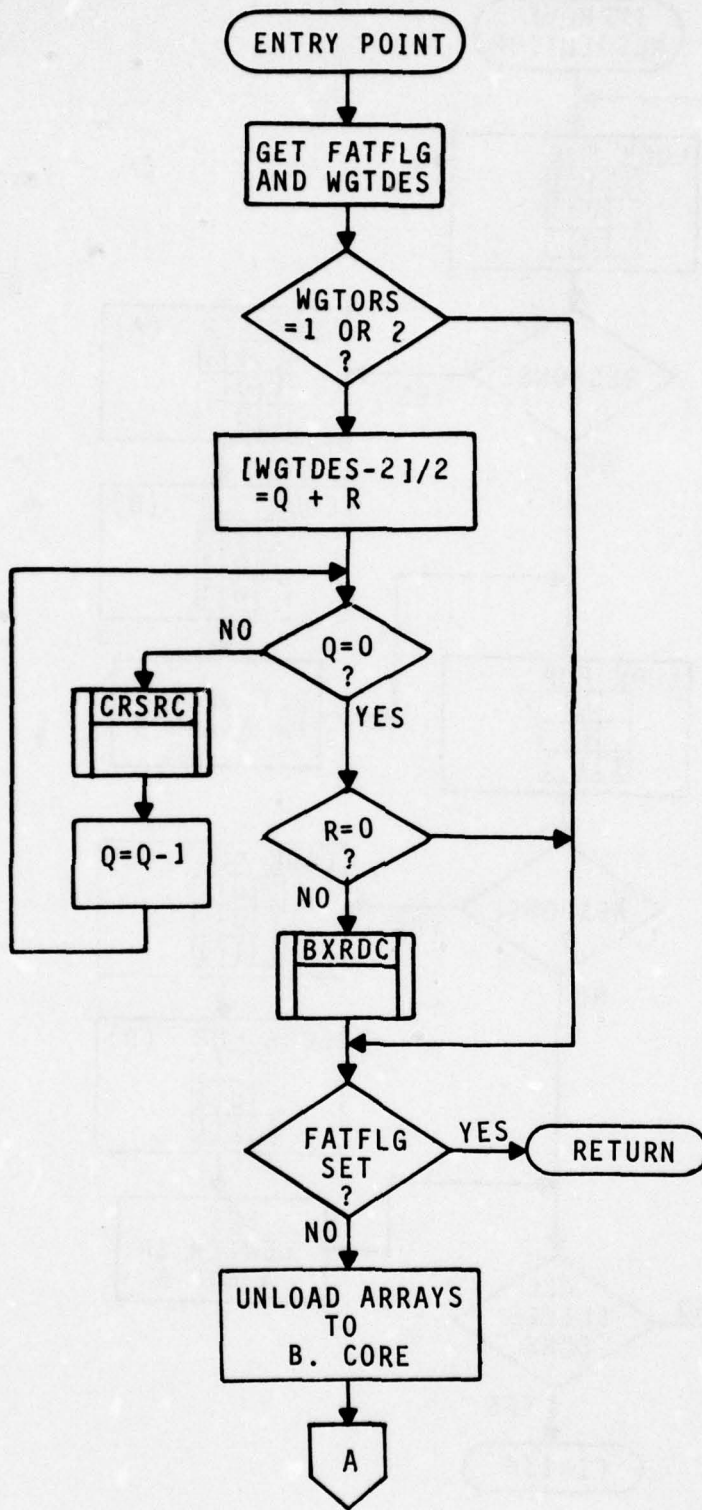 ENTRY POINT
GET FATFLG
AND WGTDES
WGTORS
=1 OR 2
?
[WGTDES-2]/2
=Q + R
NO
Q=0
?
CRSRC
YES
Q=Q-1
R=0
?
NO
BXRDC
FATFLG
SET
?
YES
RETURN
NO
UNLOAD ARRAYS
TO
B. CORE
A